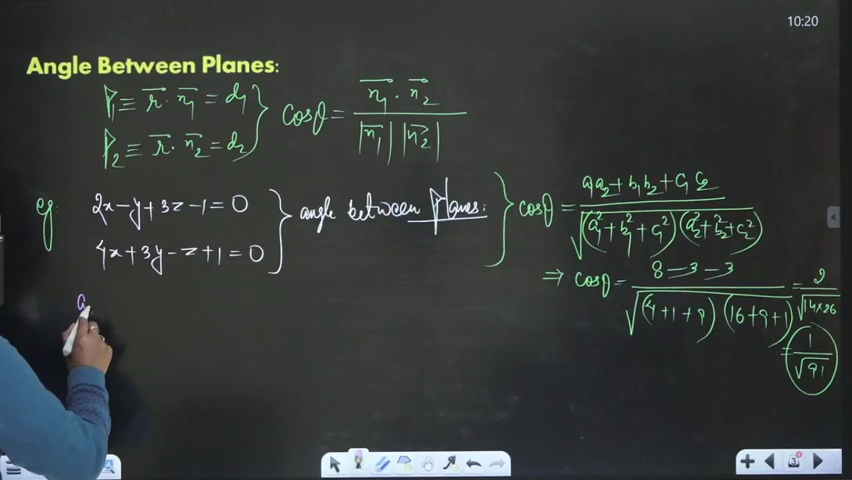 10:20
Angle Between Planes:
P₁ ≡ r⃗ · n⃗₁ = d₁
P₂ ≡ r⃗ · n⃗₂ = d₂
cosθ = n⃗₁ · n⃗₂ / |n⃗₁| |n⃗₂|
eg: 2x - y + 3z - 1 = 0
4x + 3y - z + 1 = 0
angle between Planes:
cosθ = a₁a₂ + b₁b₂ + c₁c₂ / √(a₁² + b₁² + c₁²)(a₂² + b₂² + c₂²)
⇒ cosθ = 8 - 3 - 3 / √(4 + 1 + 9)(16 + 9 + 1) = 2 / √14×26
= 1 / √91